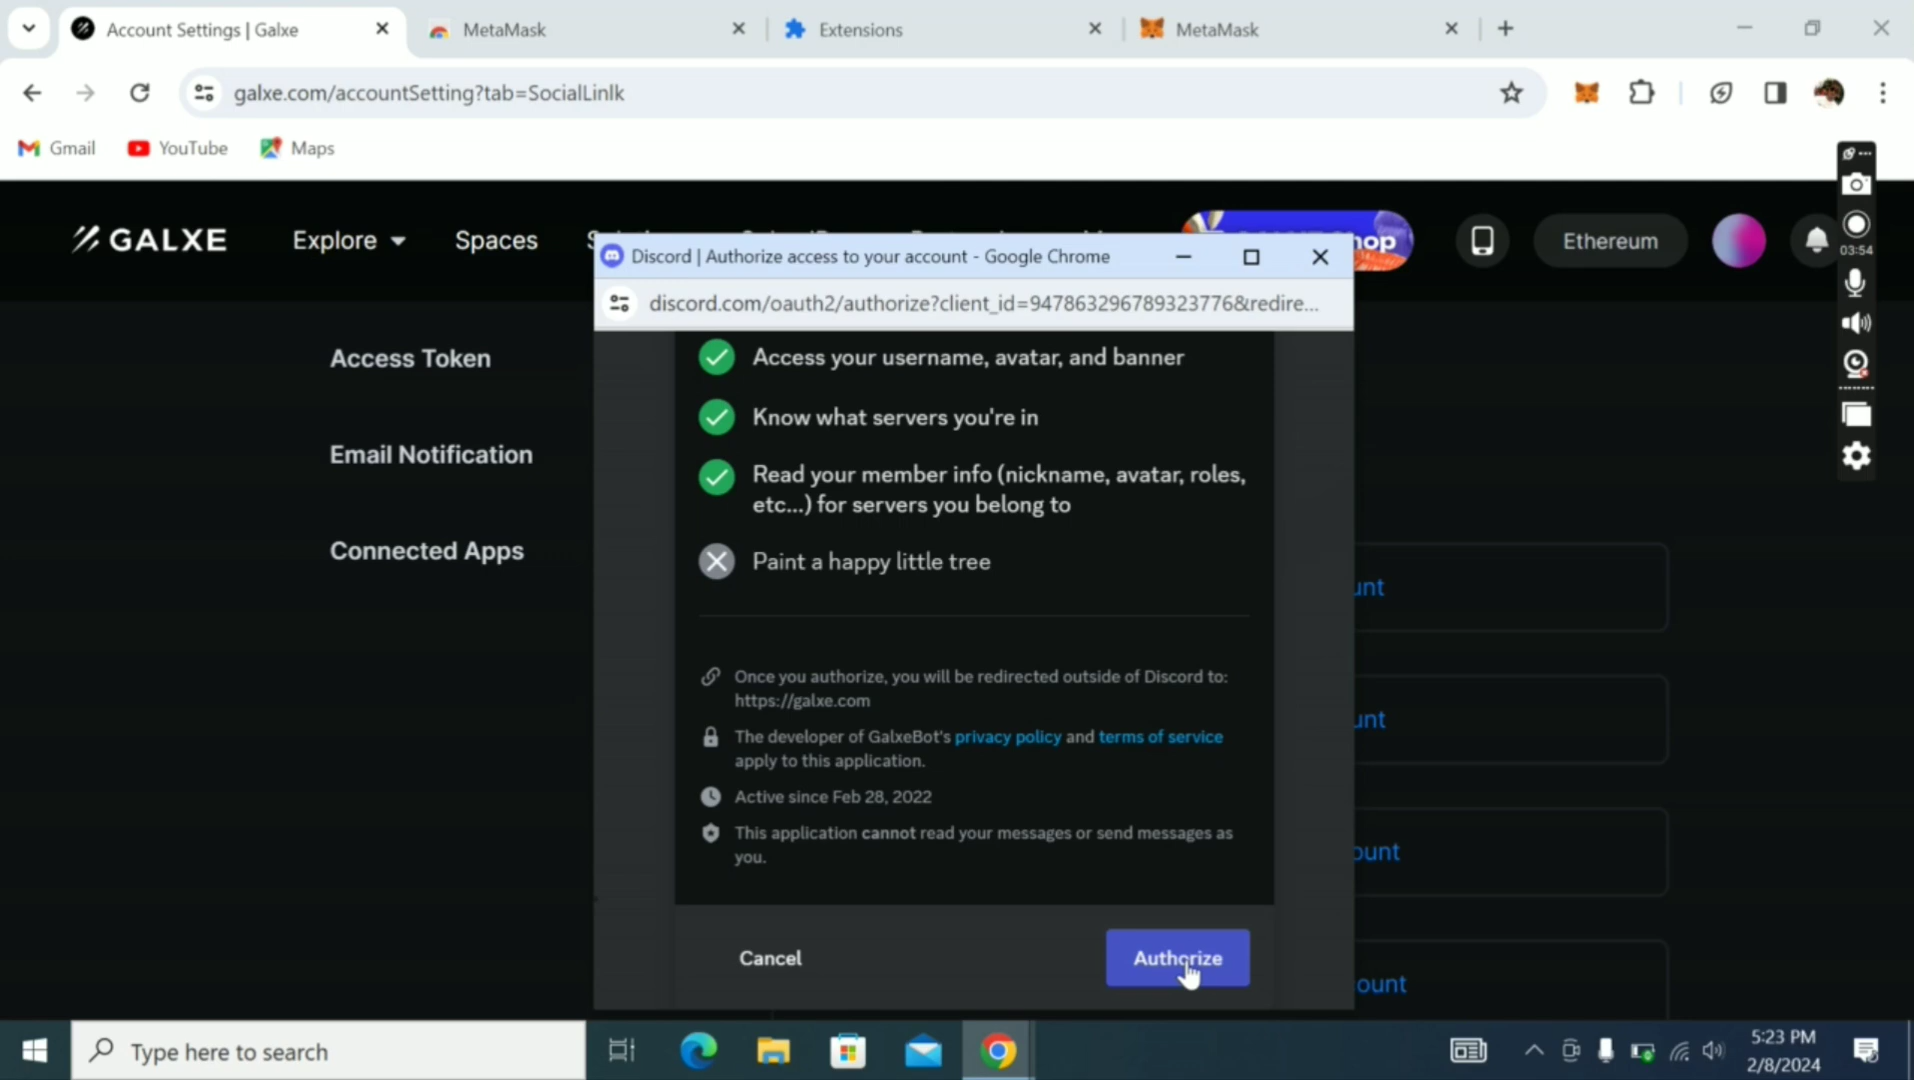 Account Settings | Galxe
MetaMask
Extensions
MetaMask
galxe.com/accountSetting?tab=SocialLinlk
Gmail
YouTube
Maps
03:54
GALXE
Explore
Spaces
hop
Ethereum
Discord | Authorize access to your account - Google Chrome
discord.com/oauth2/authorize?client_id=947863296789323776&redire...
Access Token
Email Notification
Connected Apps
Access your username, avatar, and banner
Know what servers you're in
Read your member info (nickname, avatar, roles,
etc...) for servers you belong to
Paint a happy little tree
Once you authorize, you will be redirected outside of Discord to:
https://galxe.com
The developer of GalxeBot's privacy policy and terms of service
apply to this application.
Active since Feb 28, 2022
This application cannot read your messages or send messages as
you.
Cancel
Authorize
unt
unt
ount
ount
Type here to search
5:23 PM
2/8/2024